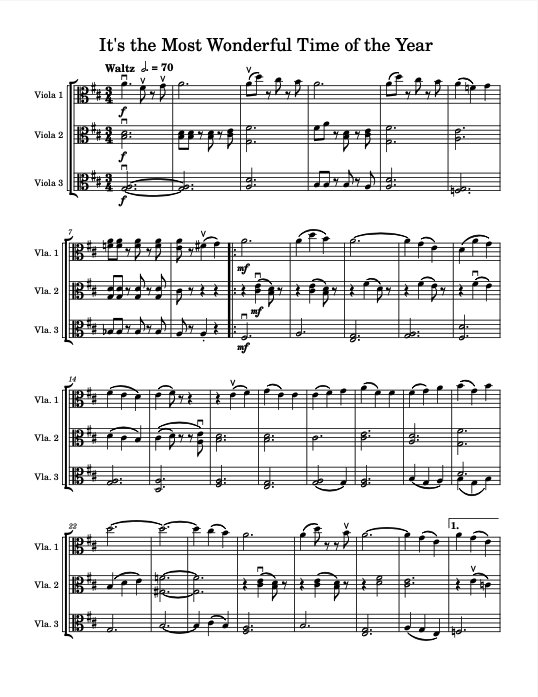 It's the Most Wonderful Time of the Year
Waltz 𝅗𝅥. = 70
Viola 1
f
Viola 2
f
Viola 3
f
7
Vla. 1
mf
Vla. 2
mf
Vla. 3
mf
14
Vla. 1
Vla. 2
Vla. 3
22
1.
Vla. 1
Vla. 2
Vla. 3